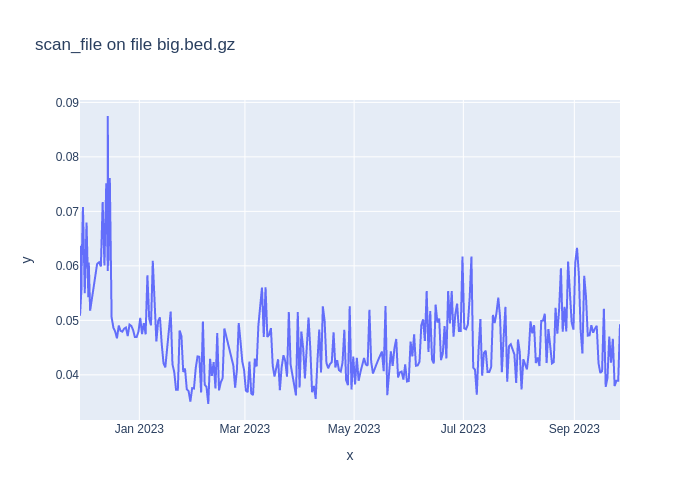 scan_file on file big.bed.gz
0.09
0.08
0.07
0.06
0.05
0.04
y
Jan 2023
Mar 2023
May 2023
Jul 2023
Sep 2023
x